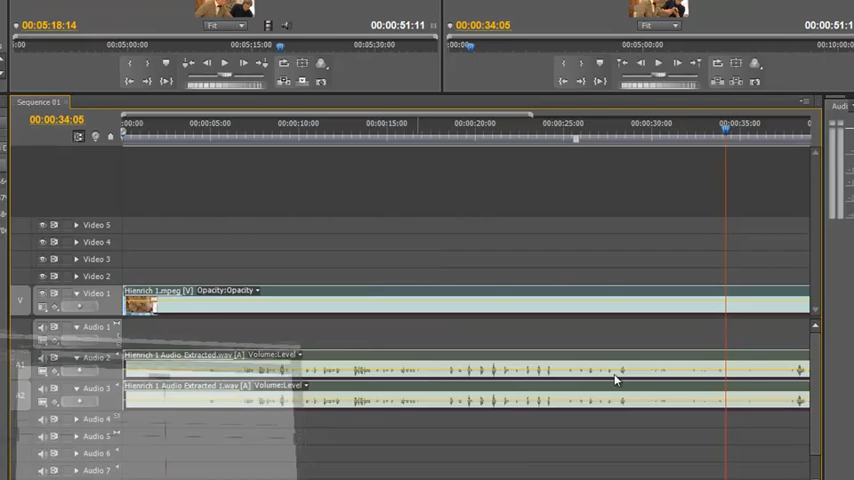 00:05:18:14
Fit
00:00:51:11
00:00:34:05
Fit
00:00:51:1
00:05:00:00
00:05:15:00
00:05:30:00
00:05:00:00
00:10:00:0
Sequence 01
Audi
00:00:34:05
:00:00
00:00:05:00
00:00:10:00
00:00:15:00
00:00:20:00
00:00:25:00
00:00:30:00
00:00:35:00
Video 5
Video 4
Video 3
Video 2
V
Video 1
Hienrich 1.mpeg [V] Opacity:Opacity
Audio 1
A1
Audio 2
Hienrich 1 Audio Extracted.wav [A] Volume:Level
A2
Audio 3
Hienrich 1 Audio Extracted 1.wav [A] Volume:Level
Audio 4
Audio 5
Audio 6
Audio 7